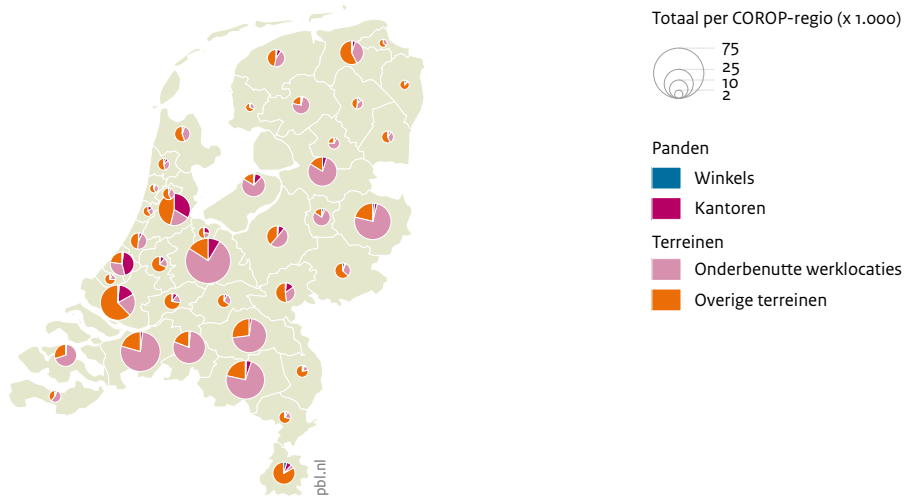 Totaal per COROP-regio (x 1.000)
75
25
10
2
Panden
Winkels
Kantoren
Terreinen
Onderbenutte werklocaties
Overige terreinen
pbl.nl